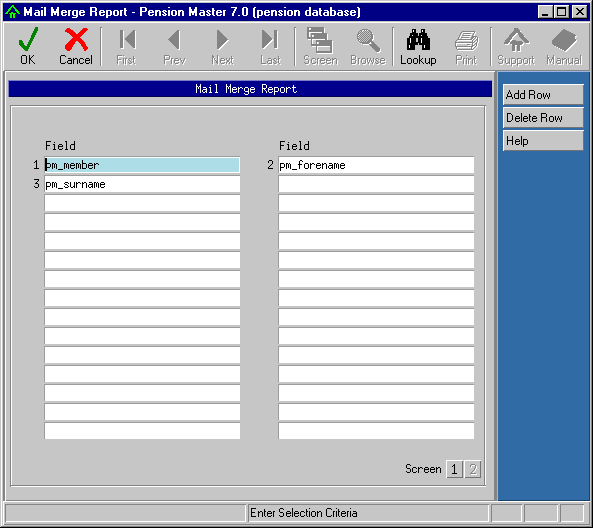 Mail Merge Report - Pension Master 7.0 (pension database)
OK Cancel First Prev Next Last Screen Browse Lookup Print Support Manual
Mail Merge Report
Add Row
Delete Row
Help
Field Field
1 pm_member 2 pm_forename
3 pm_surname
Screen 1 2
Enter Selection Criteria